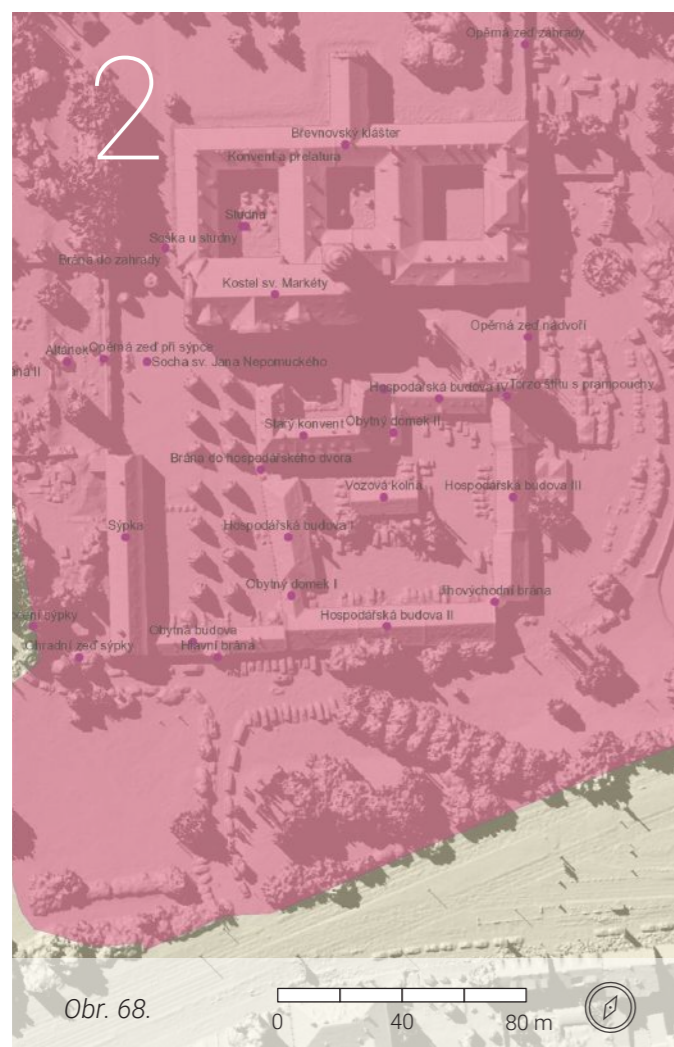 2
Opěrná zeď zahrady
Břevnovský klášter
Konvent a prelatura
Studna
Soška u studny
Brána do zahrady
Kostel sv. Markéty
Opěrná zeď nádvoří
Altánek
Opěrná zeď při sýpce
Socha sv. Jana Nepomuckého
II
Hospodářská budova IV
Torzo štítu s prampouchy
Starý konvent
Obytný domek II
Brána do hospodářského dvora
Vozová kolna
Hospodářská budova III
Sýpka
Hospodářská budova I
Obytný domek I
Jihovýchodní brána
sýpky
Hospodářská budova II
Obytná budova
Ohradní zeď sýpky
Hlavní brána
Obr. 68.
0 40 80 m